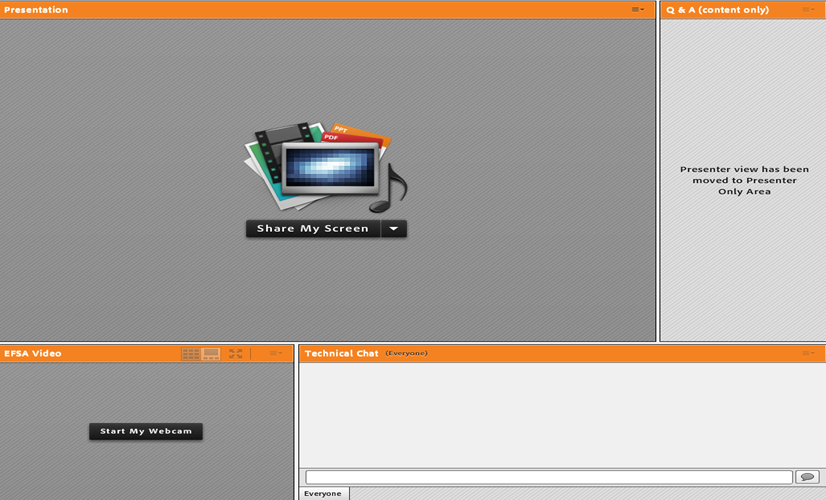 Presentation
Q & A (content only)
PPT
PDF
Share My Screen
Presenter view has been
moved to Presenter
Only Area
EFSA Video
Start My Webcam
Technical Chat (Everyone)
Everyone